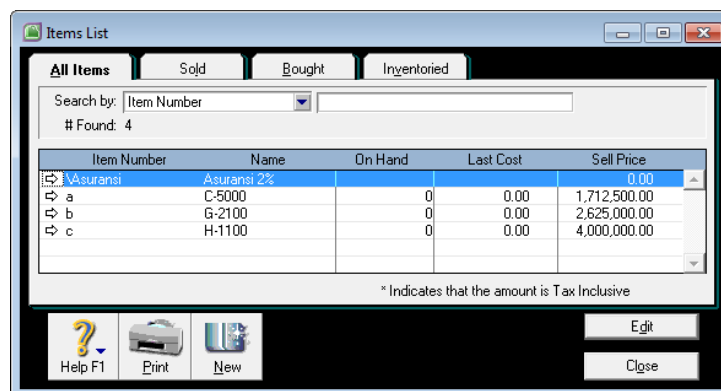 Items List
All Items Sold Bought Inventoried
Search by: Item Number
# Found: 4
Item Number Name On Hand Last Cost Sell Price
\Asuransi Asuransi 2% 0.00
a C-5000 0 0.00 1,712,500.00
b G-2100 0 0.00 2,625,000.00
c H-1100 0 0.00 4,000,000.00
* Indicates that the amount is Tax Inclusive
Help F1 Print New
Edit
Close